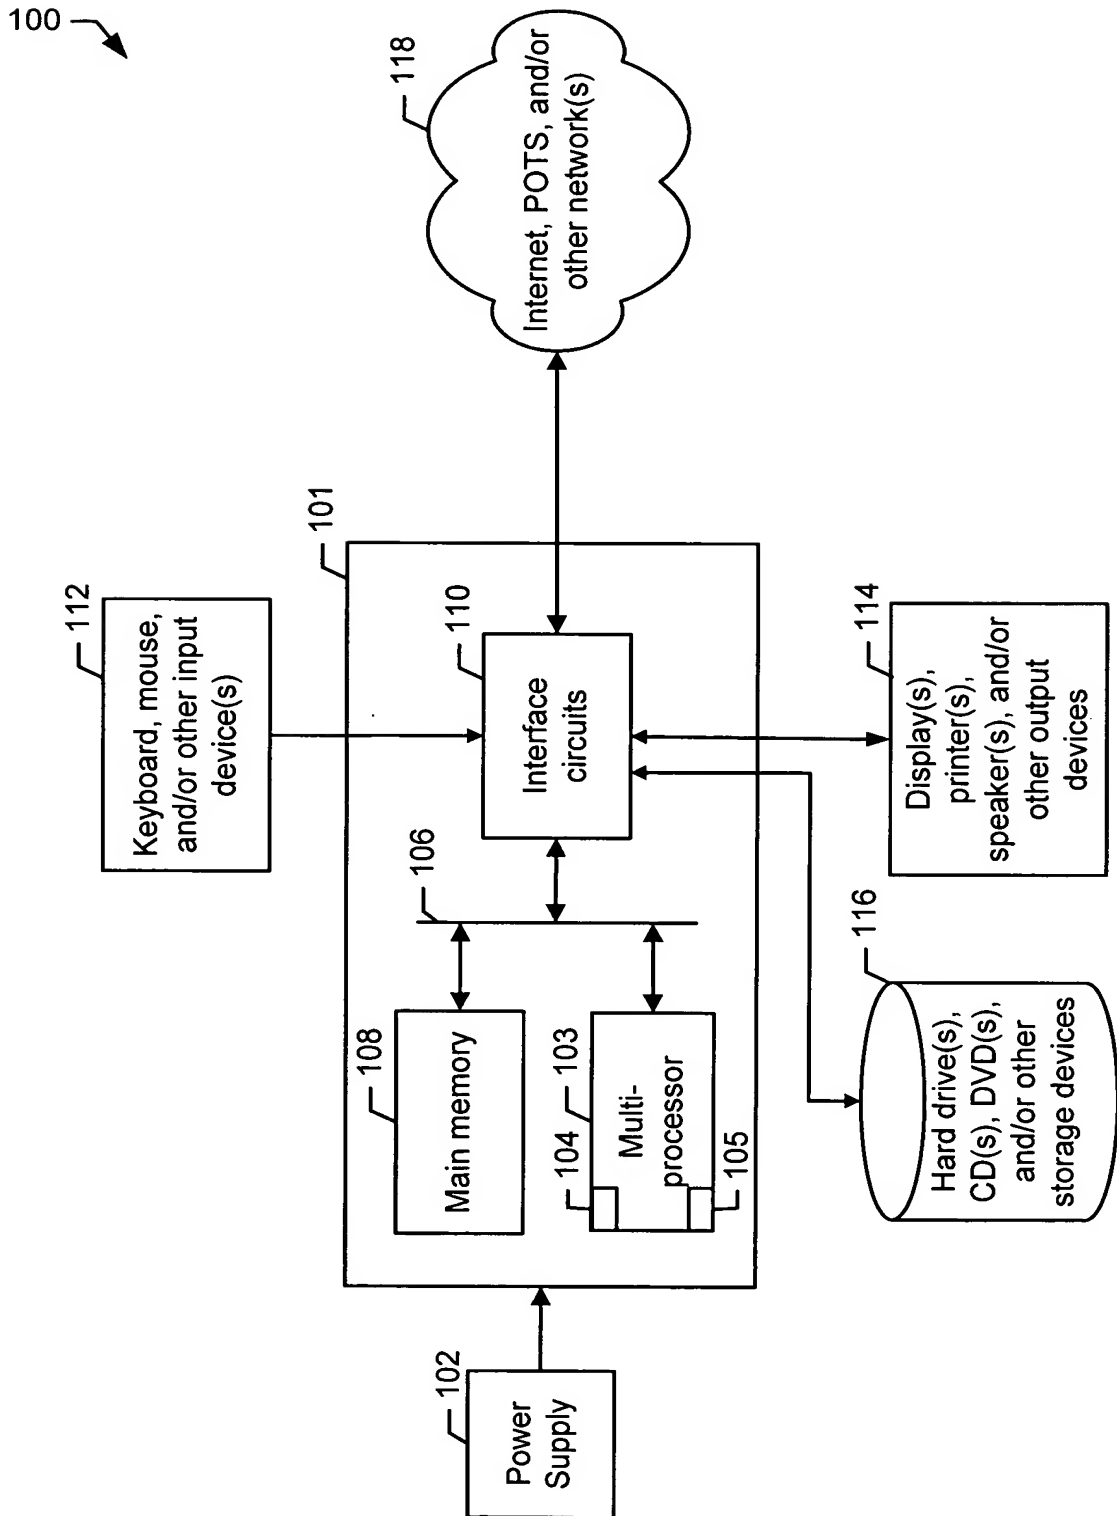 100
118
Internet, POTS, and/or
other network(s)
112
Keyboard, mouse,
and/or other input
device(s)
101
110
Interface
circuits
106
108
Main memory
103
104
Multi-
processor
105
102
Power
Supply
114
Display(s),
printer(s),
speaker(s), and/or
other output
devices
116
Hard drive(s),
CD(s), DVD(s),
and/or other
storage devices